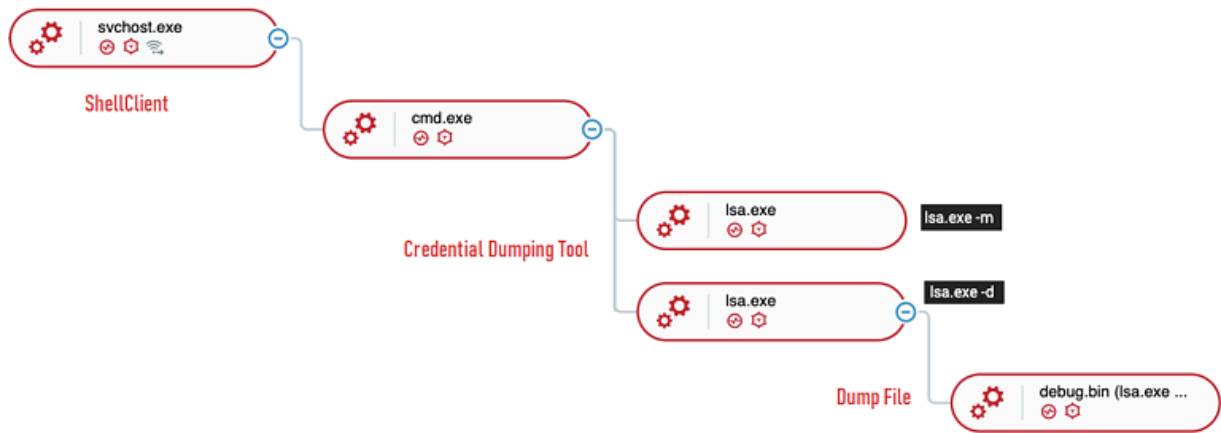 svchost.exe
ShellClient
cmd.exe
lsa.exe
lsa.exe -m
Credential Dumping Tool
lsa.exe
lsa.exe -d
Dump File
debug.bin (lsa.exe ...